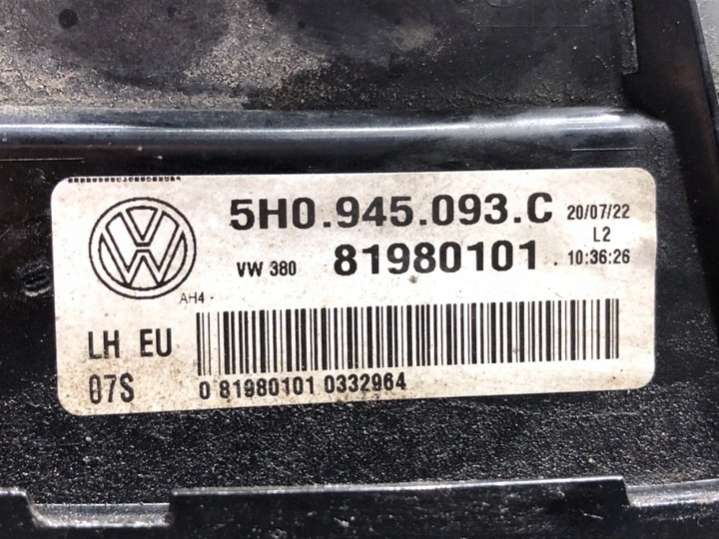 5H0.945.093.C 20/07/22
L2
VW 380 81980101 . 10:36:26
AH4 -
LH EU
07S 0 81980101 0332964